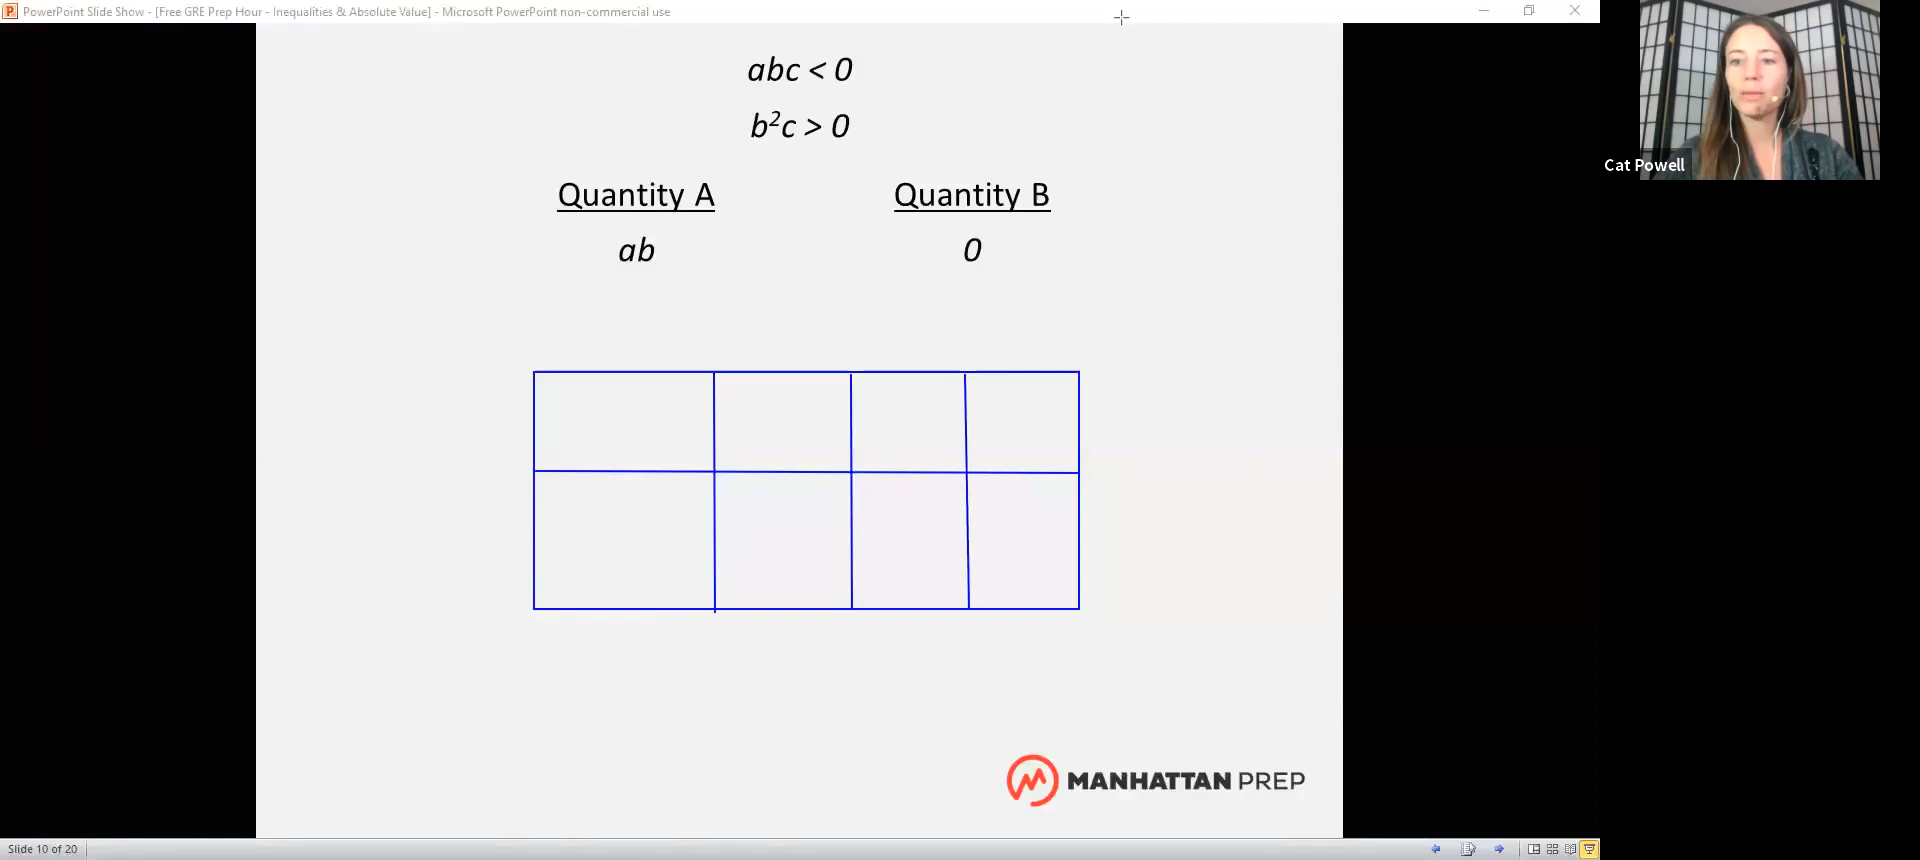 PowerPoint Slide Show - [Free GRE Prep Hour - Inequalities & Absolute Value] - Microsoft PowerPoint non-commercial use
abc < 0
b²c > 0
Quantity A Quantity B
ab 0
Cat Powell
MANHATTAN PREP
Slide 10 of 20